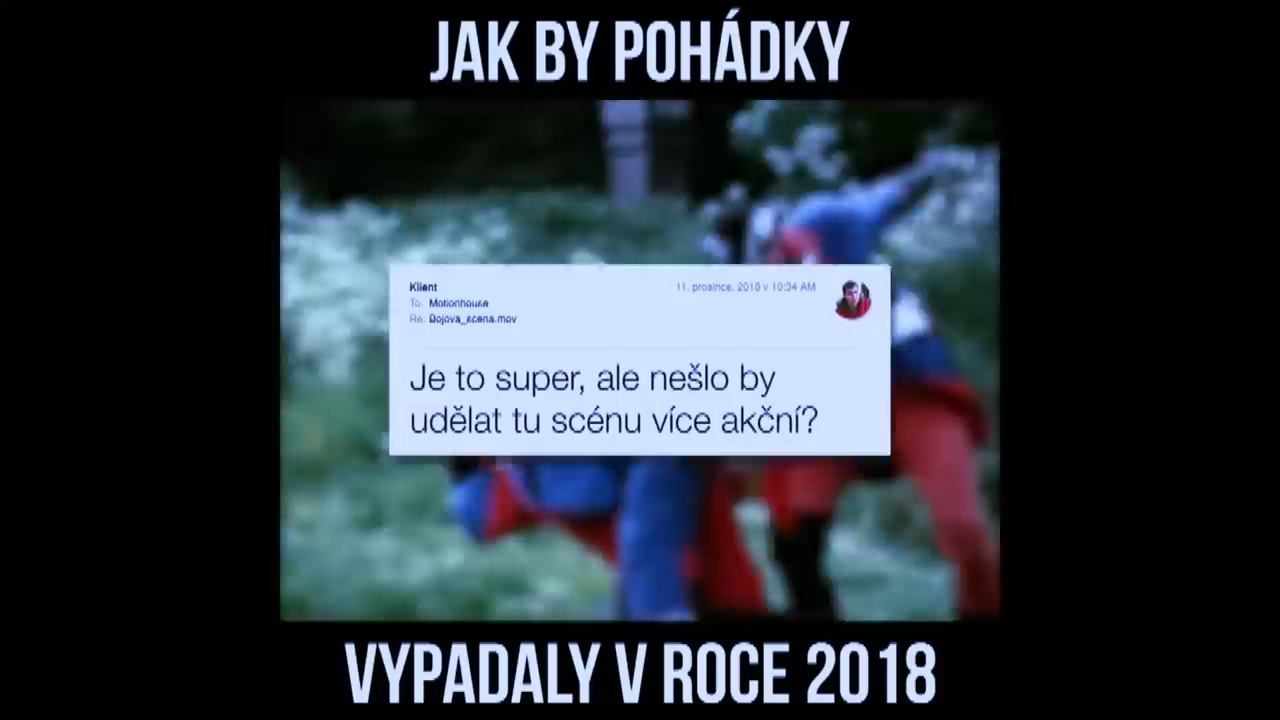 JAK BY POHÁDKY
Klient
11. prosince. 2018 v 10:34 AM
To: Motionhouse
Re: Bojova_scena.mov
Je to super, ale nešlo by
udělat tu scénu více akční?
VYPADALY V ROCE 2018